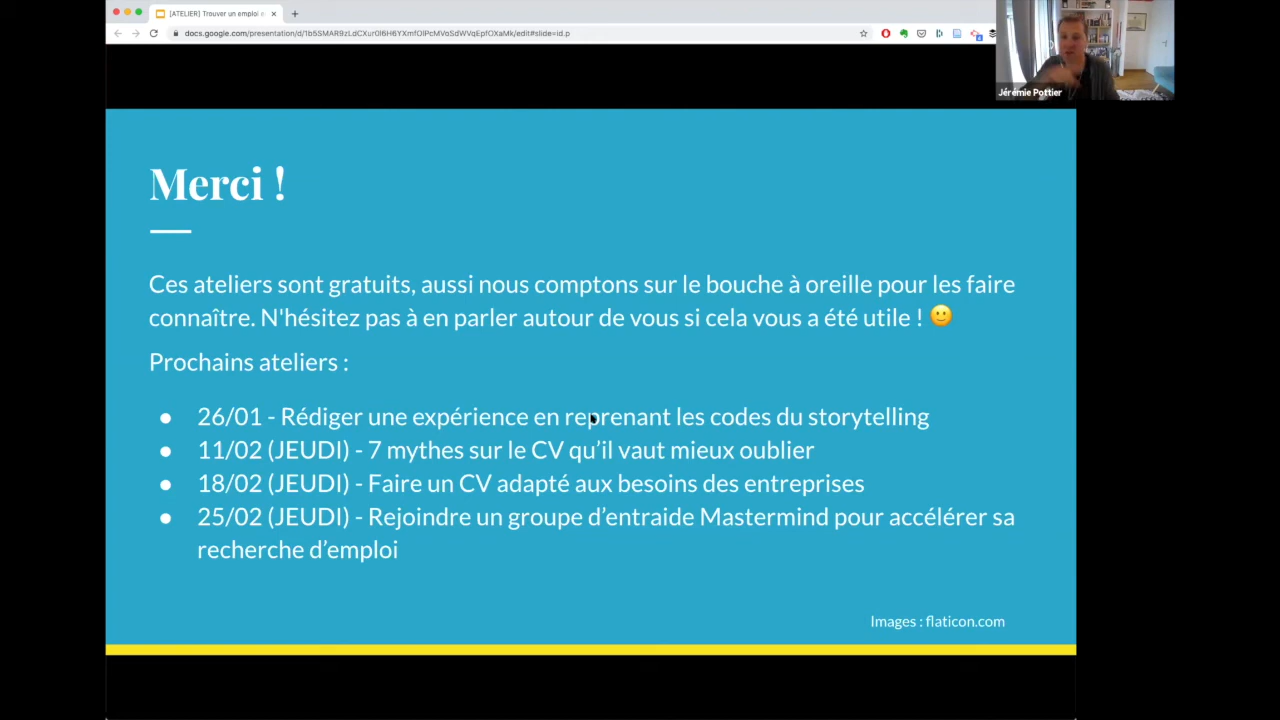 [ATELIER] Trouver un emploi e
docs.google.com/presentation/d/1b5SMAR9zLdCXur0I6H6YXmfOlPcMVoSdWVqEpfOXaMk/edit#slide=id.p
Jérémie Pottier
Merci !
Ces ateliers sont gratuits, aussi nous comptons sur le bouche à oreille pour les faire
connaître. N'hésitez pas à en parler autour de vous si cela vous a été utile ! 🙂
Prochains ateliers :
● 26/01 - Rédiger une expérience en reprenant les codes du storytelling
● 11/02 (JEUDI) - 7 mythes sur le CV qu’il vaut mieux oublier
● 18/02 (JEUDI) - Faire un CV adapté aux besoins des entreprises
● 25/02 (JEUDI) - Rejoindre un groupe d’entraide Mastermind pour accélérer sa
recherche d’emploi
Images : flaticon.com